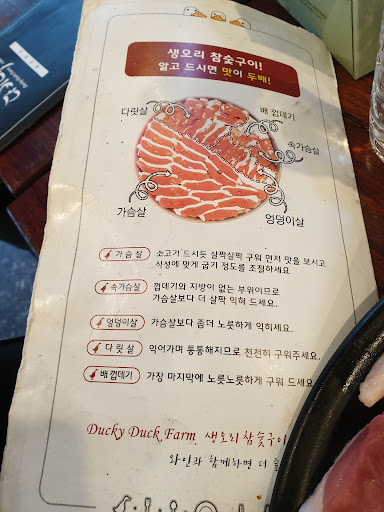 생오리 참숯구이!
알고 드시면 맛이 두배!
다릿살
배 껍데기
속가슴살
가슴살
엉덩이살
가 슴 살 소고기 드시듯 살짝살짝 구워 먼저 맛을 보시고
식성에 맞게 굽기 정도를 조절하세요.
속가슴살 껍데기와 지방이 없는 부위이므로
가슴살보다 더 살짝 익혀 드세요.
엉덩이살 가슴살보다 좀더 노릇하게 익히세요.
다 릿 살 익어가며 통통해지므로 천천히 구워주세요.
배껍데기 가장 마지막에 노릇노릇하게 구워 드세요
Ducky Duck Farm 생오리참숯구이
와인과 함께하면 더